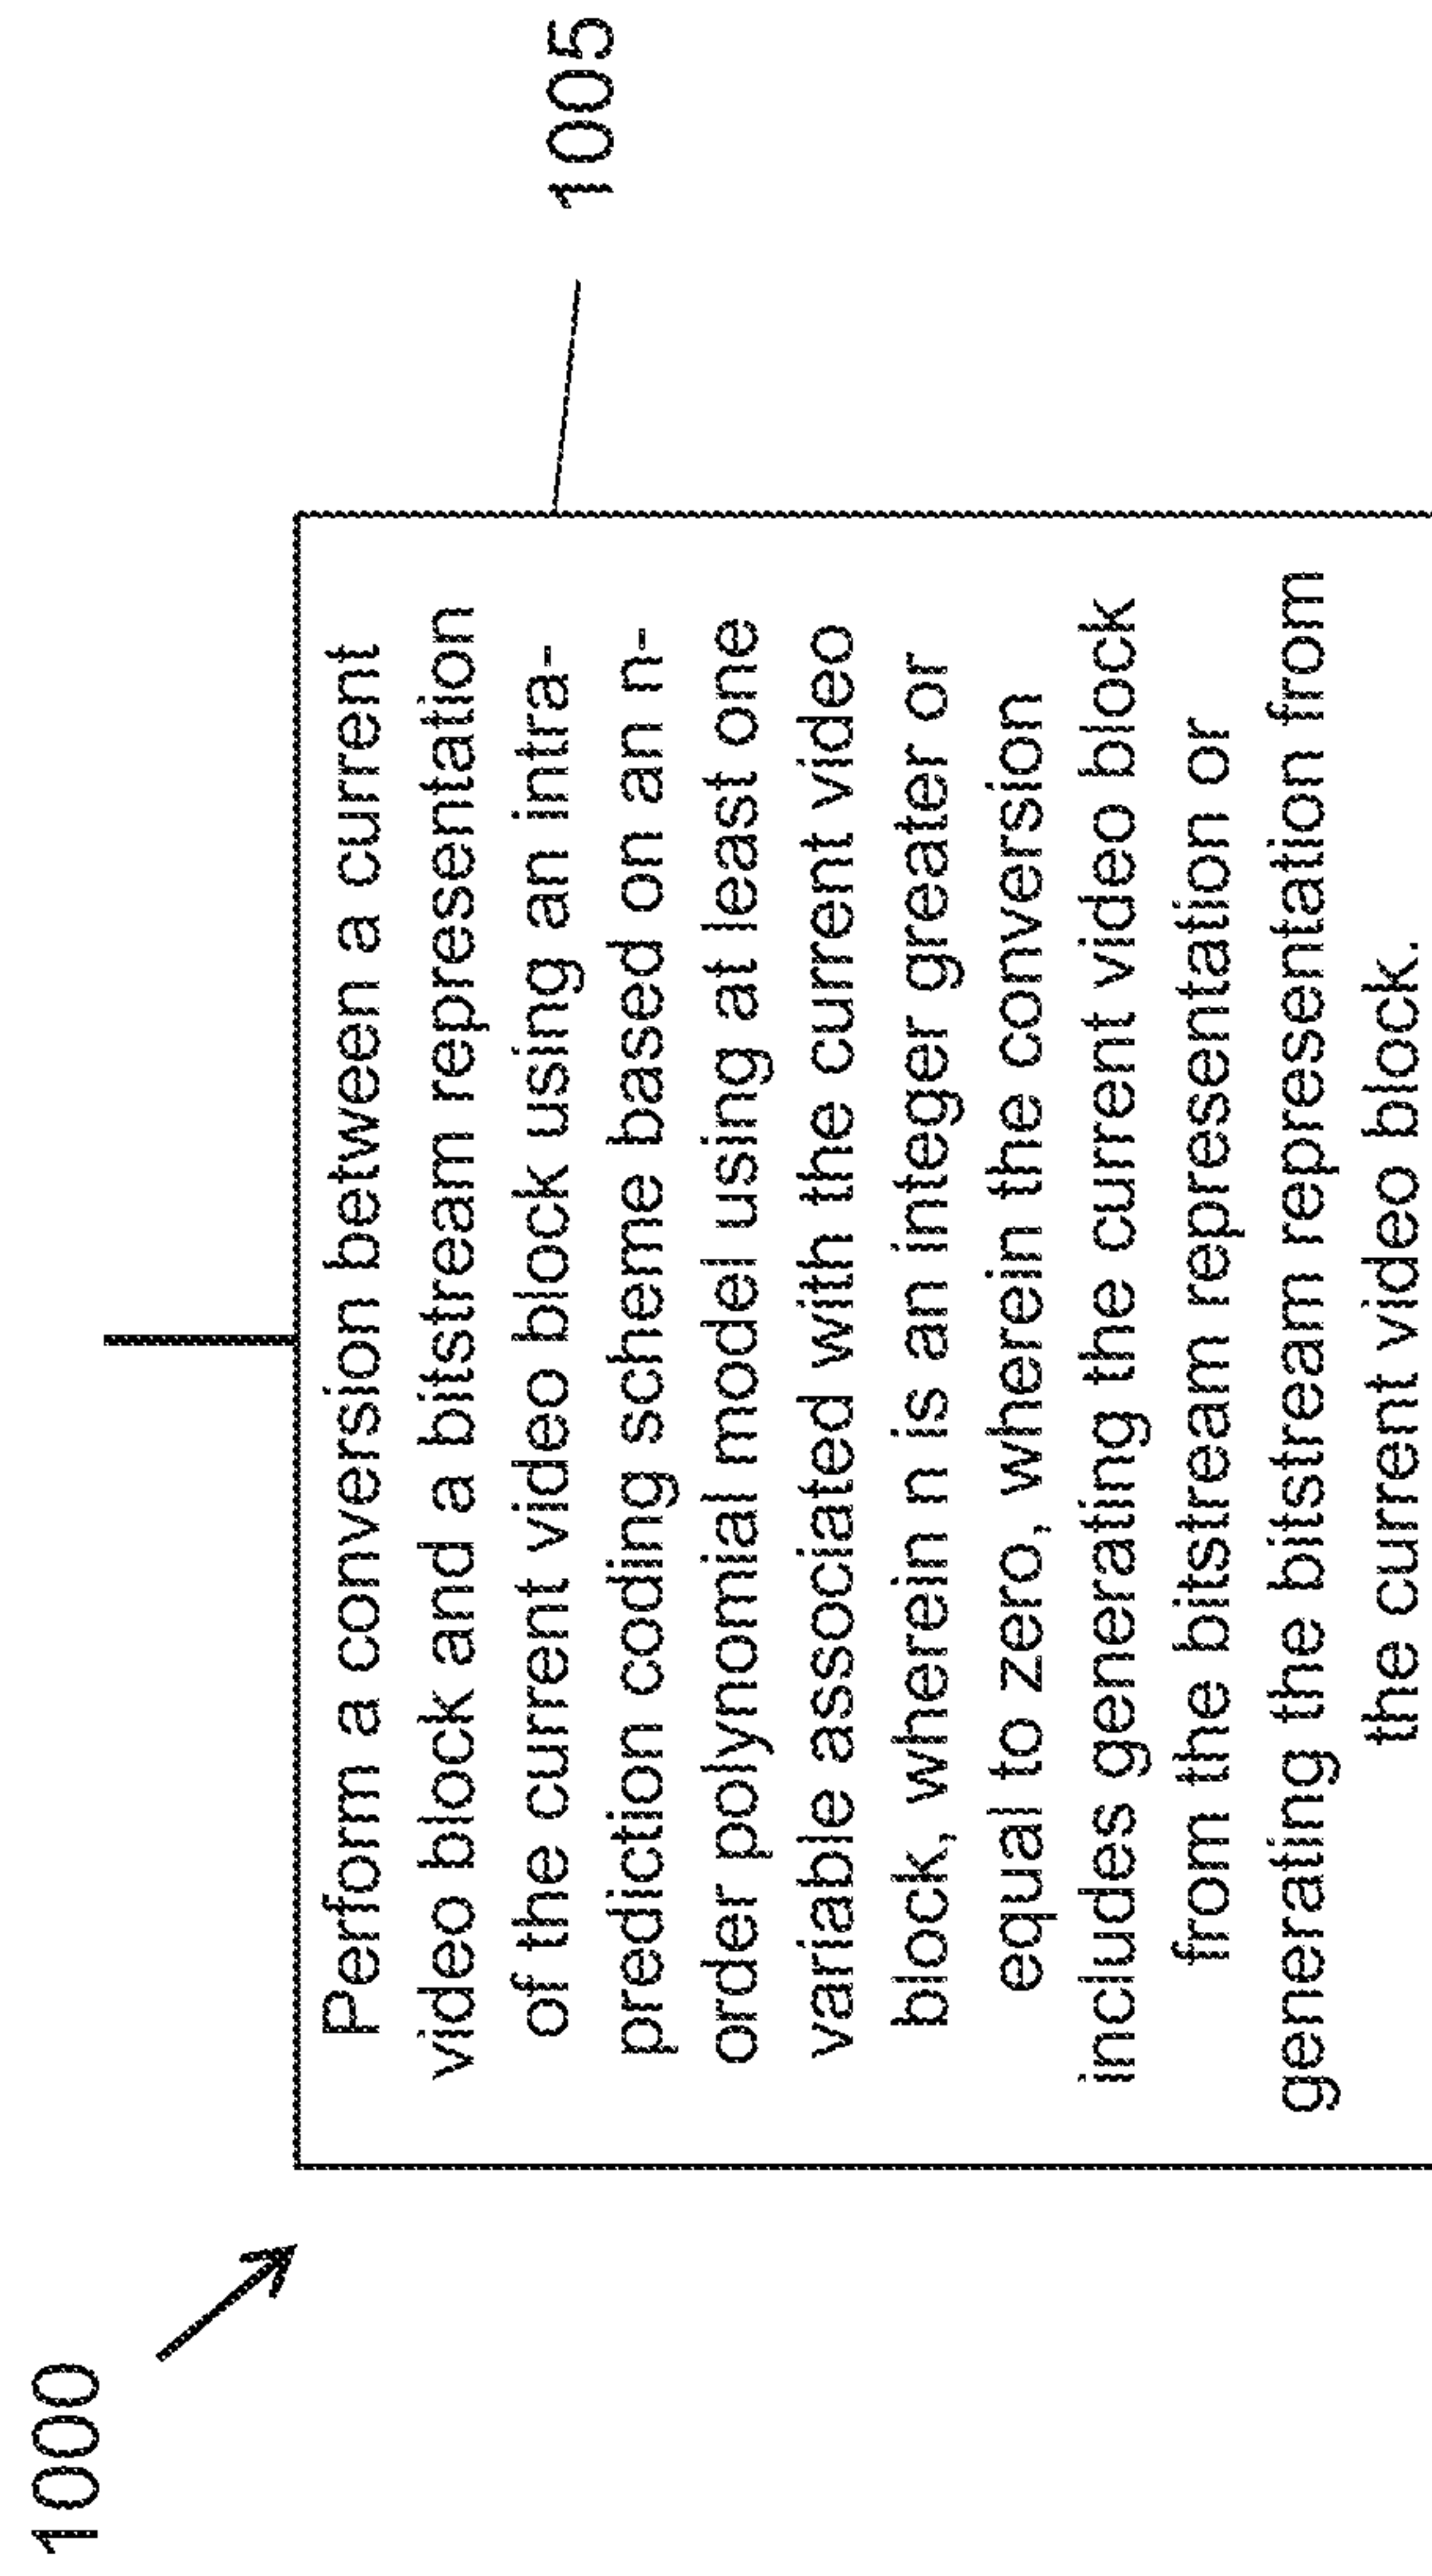 1000
Perform a conversion between a current
video block and a bitstream representation
of the current video block using an intra-
prediction coding scheme based on an n-
order polynomial model using at least one
variable associated with the current video
block, wherein n is an integer greater or
equal to zero, wherein the conversion
includes generating the current video block
from the bitstream representation or
generating the bitstream representation from
the current video block.
1005